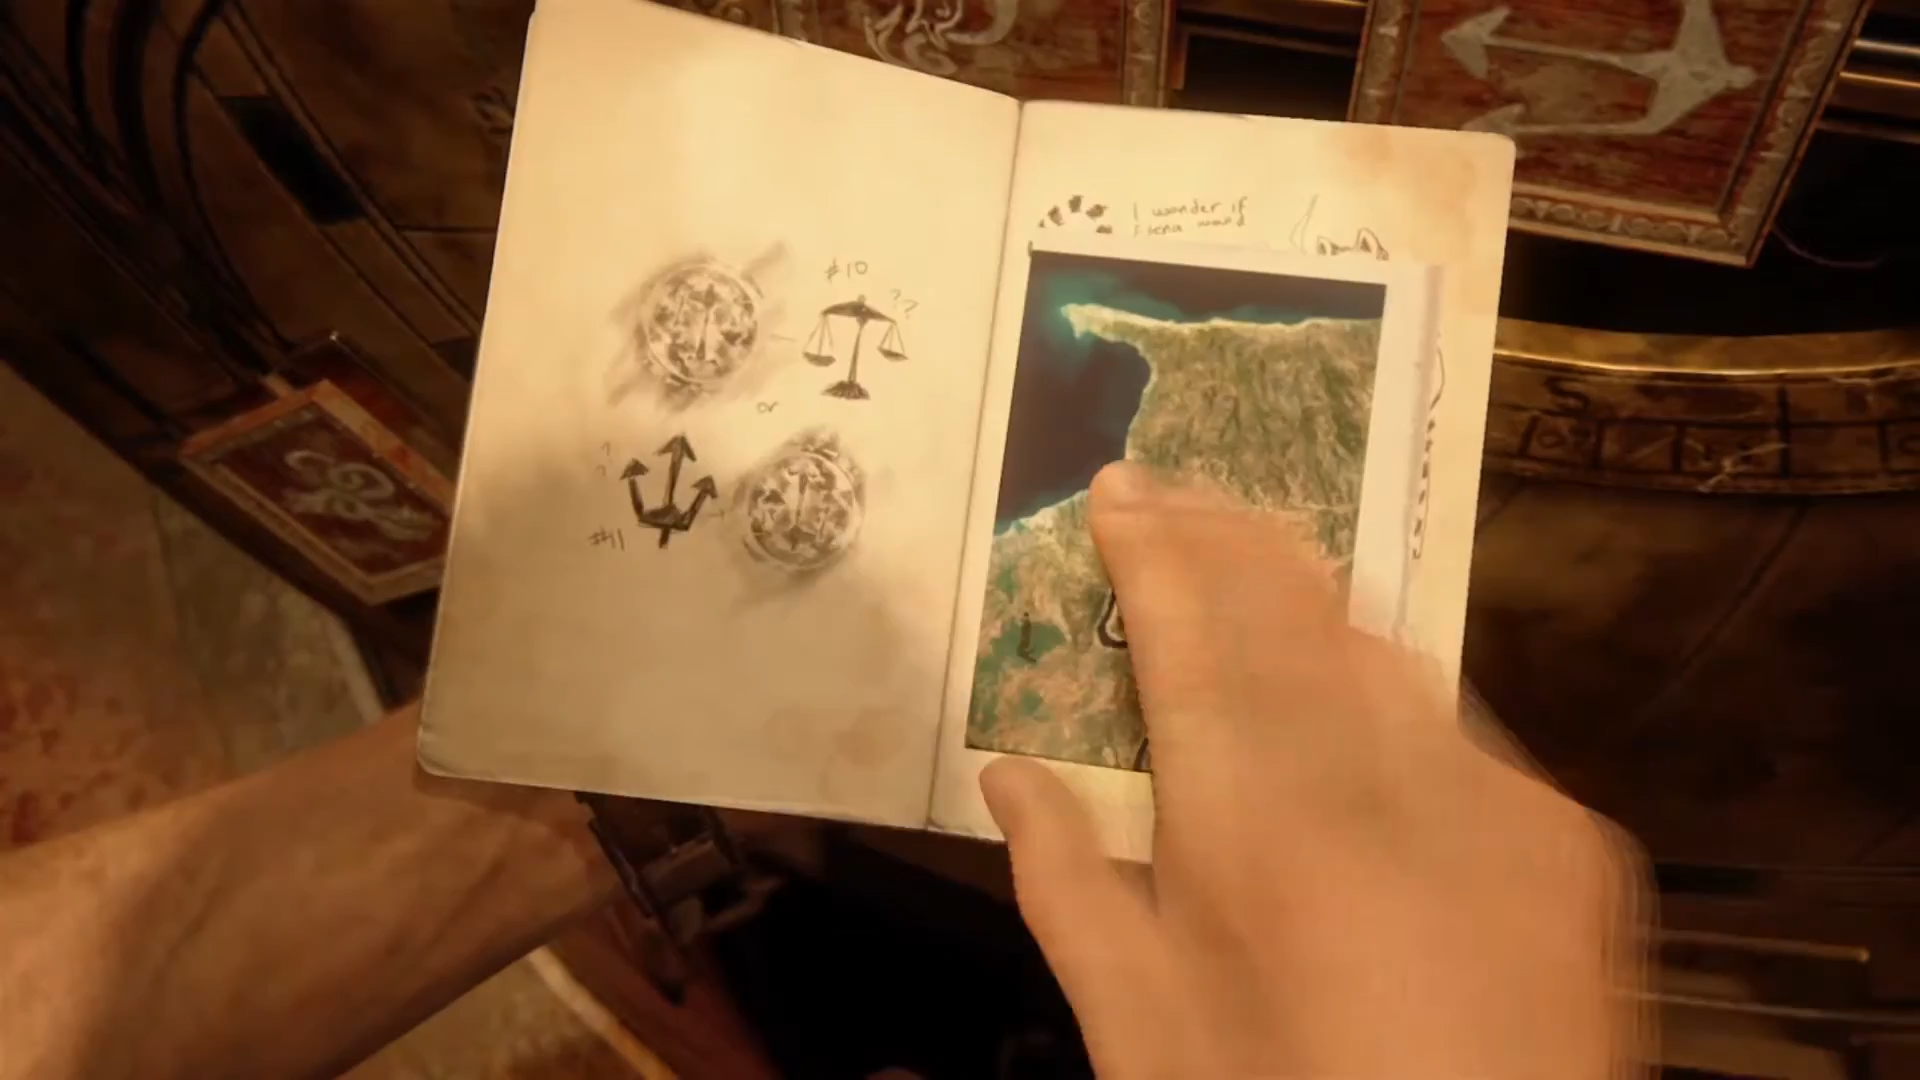 #10
??
or
??
#11
I wonder if
Elena would